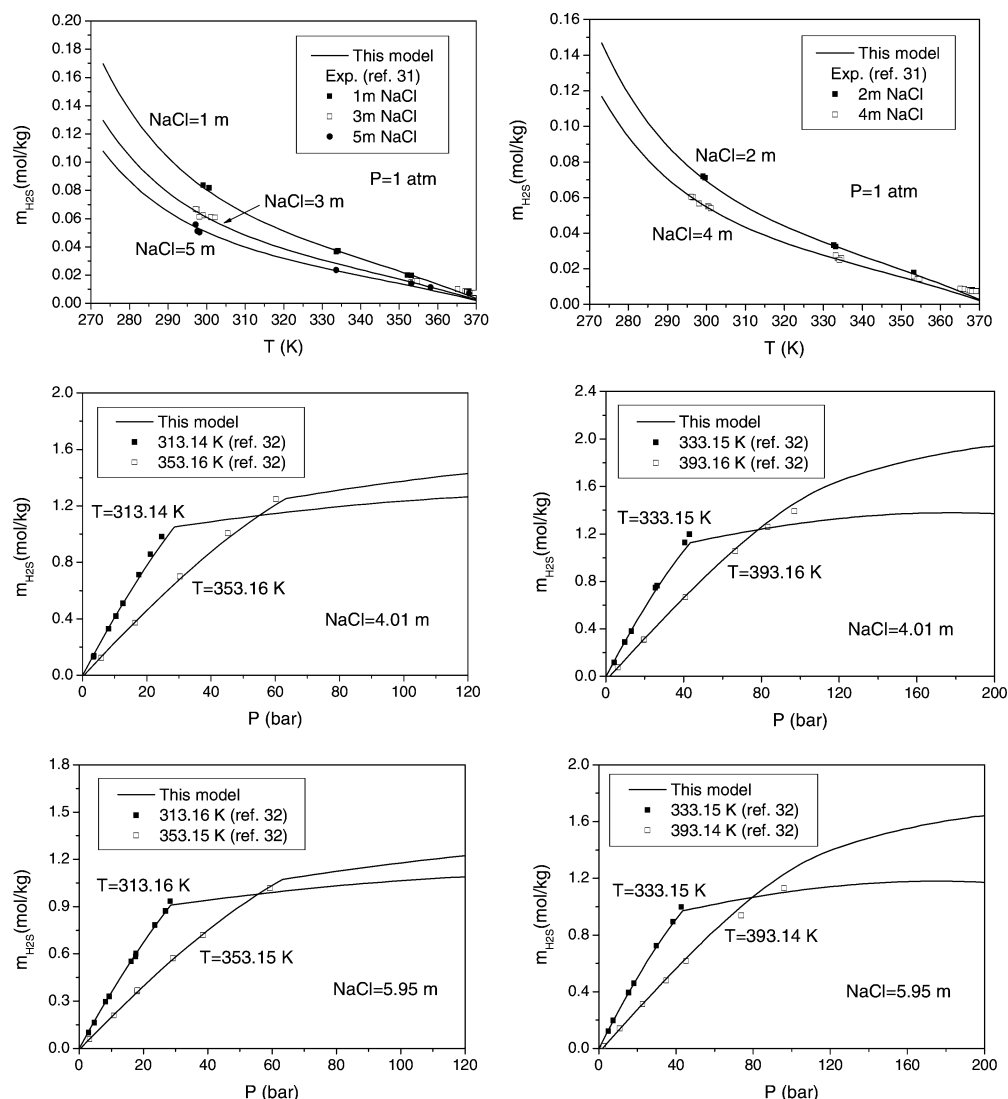 0.20
0.18
0.16
0.14
0.12
0.10
0.08
0.06
0.04
0.02
0.00
m_H2S(mol/kg)
This model
Exp. (ref. 31)
1m NaCl
3m NaCl
5m NaCl
NaCl=1 m
NaCl=3 m
NaCl=5 m
P=1 atm
270 280 290 300 310 320 330 340 350 360 370
T (K)
0.16
0.14
0.12
0.10
0.08
0.06
0.04
0.02
0.00
m_H2S(mol/kg)
This model
Exp. (ref. 31)
2m NaCl
4m NaCl
NaCl=2 m
P=1 atm
NaCl=4 m
270 280 290 300 310 320 330 340 350 360 370
T (K)
2.0
1.6
1.2
0.8
0.4
0.0
m_H2S(mol/kg)
This model
313.14 K (ref. 32)
353.16 K (ref. 32)
T=313.14 K
T=353.16 K
NaCl=4.01 m
0 20 40 60 80 100 120
P (bar)
2.4
2.0
1.6
1.2
0.8
0.4
0.0
m_H2S(mol/kg)
This model
333.15 K (ref. 32)
393.16 K (ref. 32)
T=333.15 K
T=393.16 K
NaCl=4.01 m
0 40 80 120 160 200
P (bar)
1.8
1.5
1.2
0.9
0.6
0.3
0.0
m_H2S(mol/kg)
This model
313.16 K (ref. 32)
353.15 K (ref. 32)
T=313.16 K
T=353.15 K
NaCl=5.95 m
0 20 40 60 80 100 120
P (bar)
2.0
1.6
1.2
0.8
0.4
0.0
m_H2S(mol/kg)
This model
333.15 K (ref. 32)
393.14 K (ref. 32)
T=333.15 K
T=393.14 K
NaCl=5.95 m
0 40 80 120 160 200
P (bar)